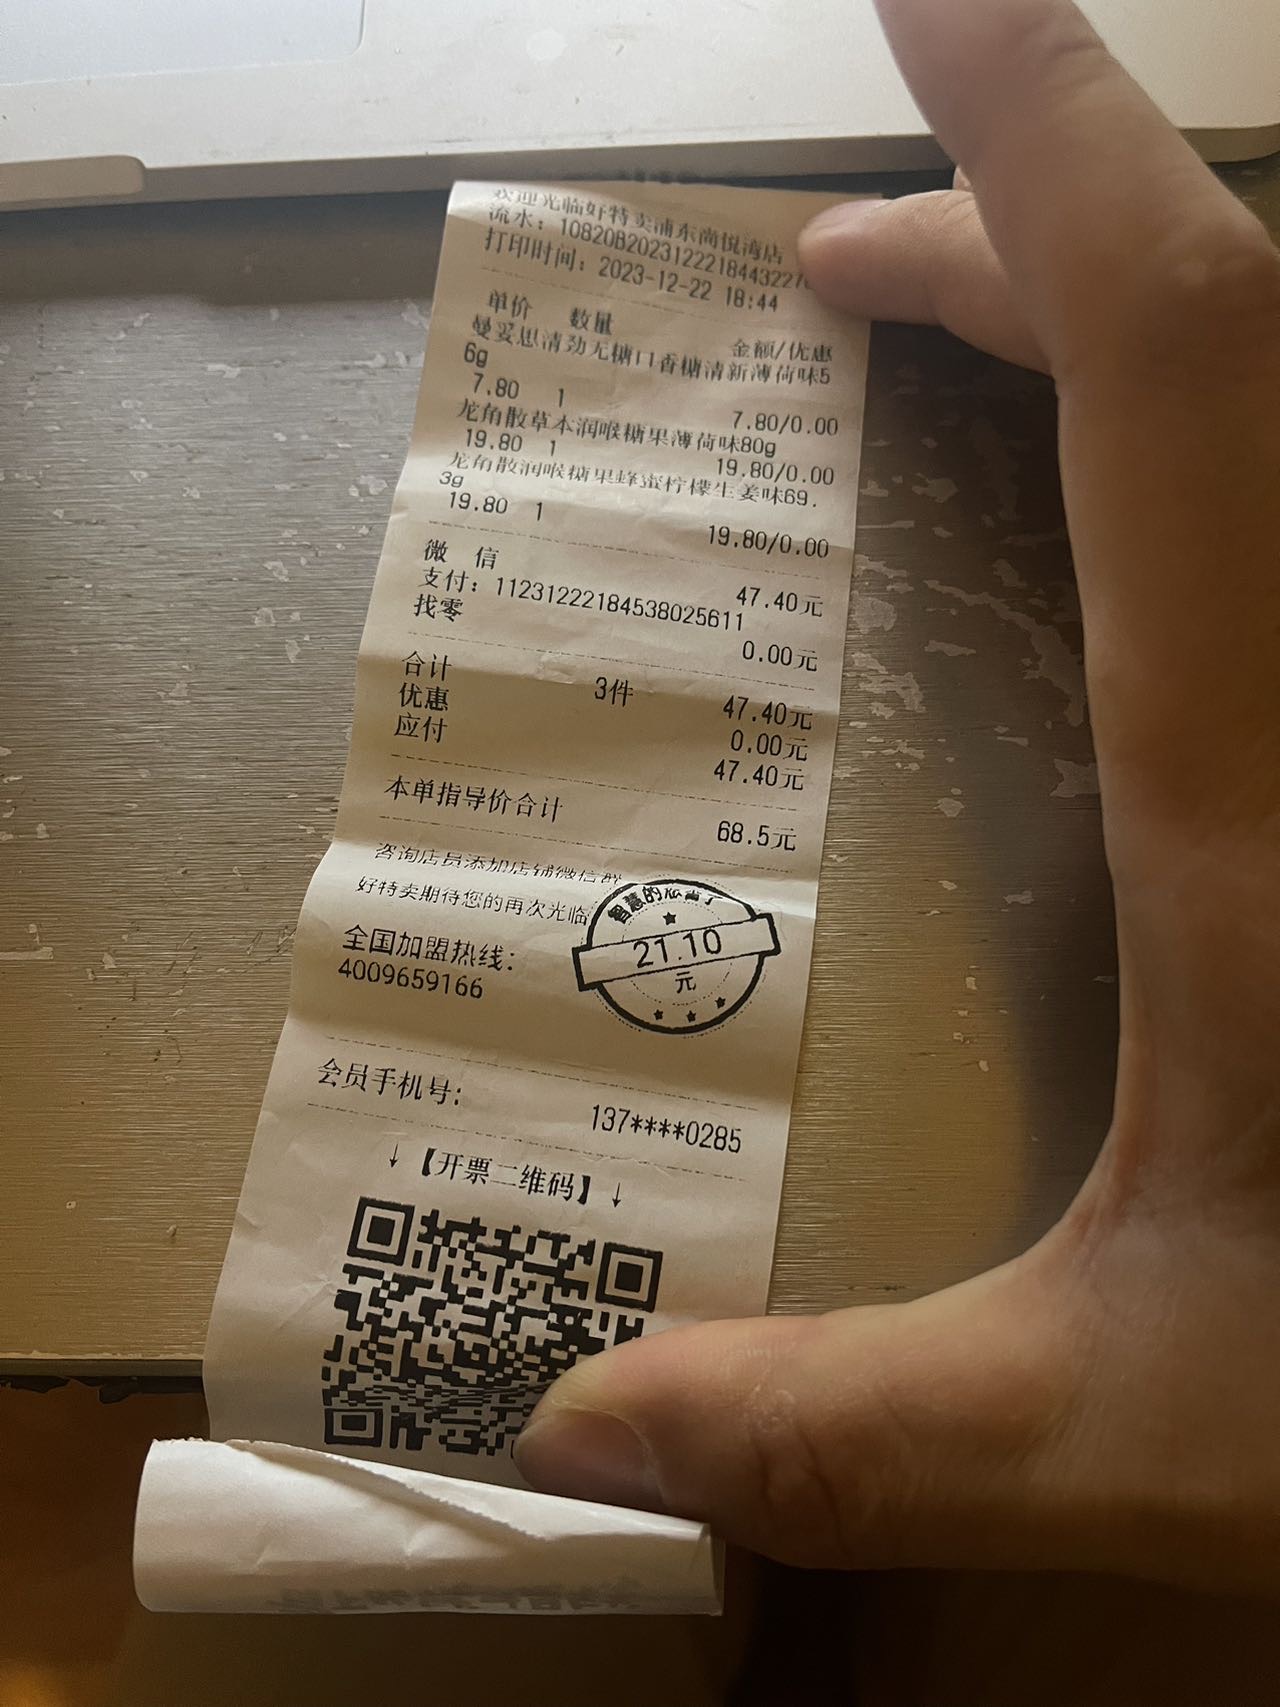 欢迎光临好特卖浦东尚悦湾店
流水：10820B20231222184432270
打印时间：2023-12-22 18:44
单价 数量 金额/优惠
曼妥思清劲无糖口香糖清新薄荷味5
6g
7.80 1 7.80/0.00
龙角散草本润喉糖果薄荷味80g
19.80 1 19.80/0.00
龙角散润喉糖果蜂蜜柠檬生姜味69.
3g
19.80 1 19.80/0.00
微 信 47.40元
支付：11231222184538025611
找零 0.00元
合计 3件 47.40元
优惠 0.00元
应付 47.40元
本单指导价合计 68.5元
咨询店员添加店铺微信群
好特卖期待您的再次光临
智慧的您省了
21.10
元
全国加盟热线：
4009659166
会员手机号： 137****0285
↓【开票二维码】↓